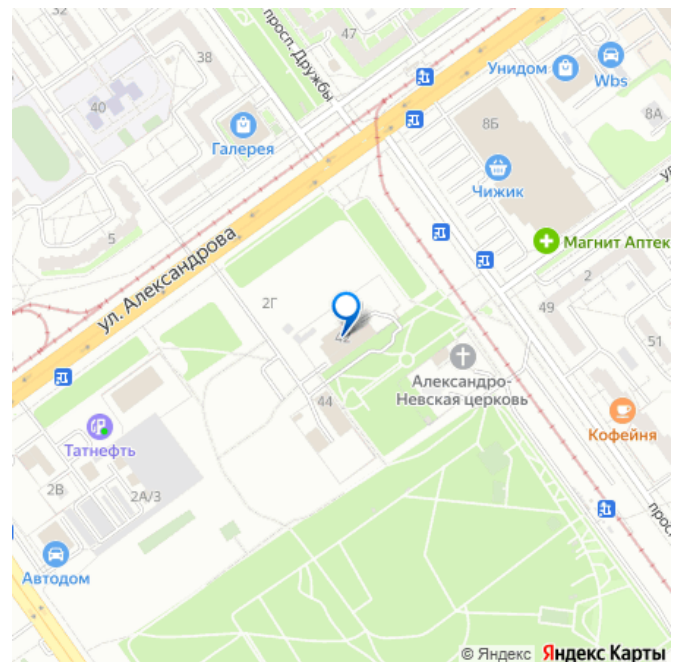 32
47
просп. Дружбы
38
Унидом
Wbs
40
8А
Галерея
8Б
Чижик
5
ул. Александрова
Магнит Аптек
2Г
2
49
51
Александро-
Невская церковь
44
Кофейня
Татнефть
2В
2А/3
Автодом
© Яндекс Яндекс Карты